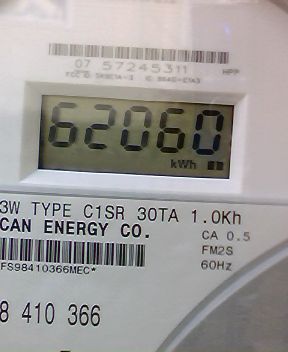 07 57245311 HPP
62060
kWh
3W TYPE C1SR 30TA 1.0Kh
CAN ENERGY CO. CA 0.5
FM2S
FS98410366MEC* 60Hz
8 410 366